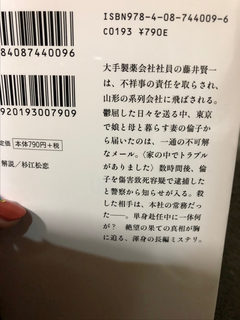 ISBN978-4-08-744009-6
C0193 ¥790E
84087440096
920193007909
定価=本体790円+税
解説/杉江松恋
大手製薬会社社員の藤井賢一
は、不祥事の責任を取らされ、
山形の系列会社に飛ばされる。
鬱屈した日々を送る中、東京
で娘と母と暮らす妻の倫子か
ら届いたのは、一通の不可解
なメール。〈家の中でトラブル
がありました〉数時間後、倫
子を傷害致死容疑で逮捕した
と警察から知らせが入る。殺
した相手は、本社の常務だっ
た――。単身赴任中に一体何
が? 絶望の果ての真相が胸
に迫る、渾身の長編ミステリ。